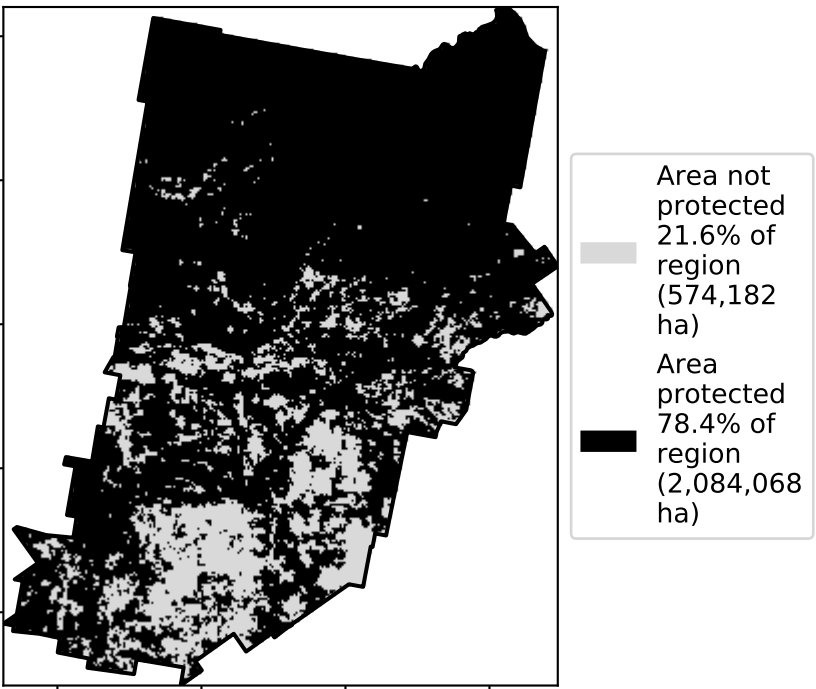 Area not
protected
21.6% of
region
(574,182
ha)
Area
protected
78.4% of
region
(2,084,068
ha)